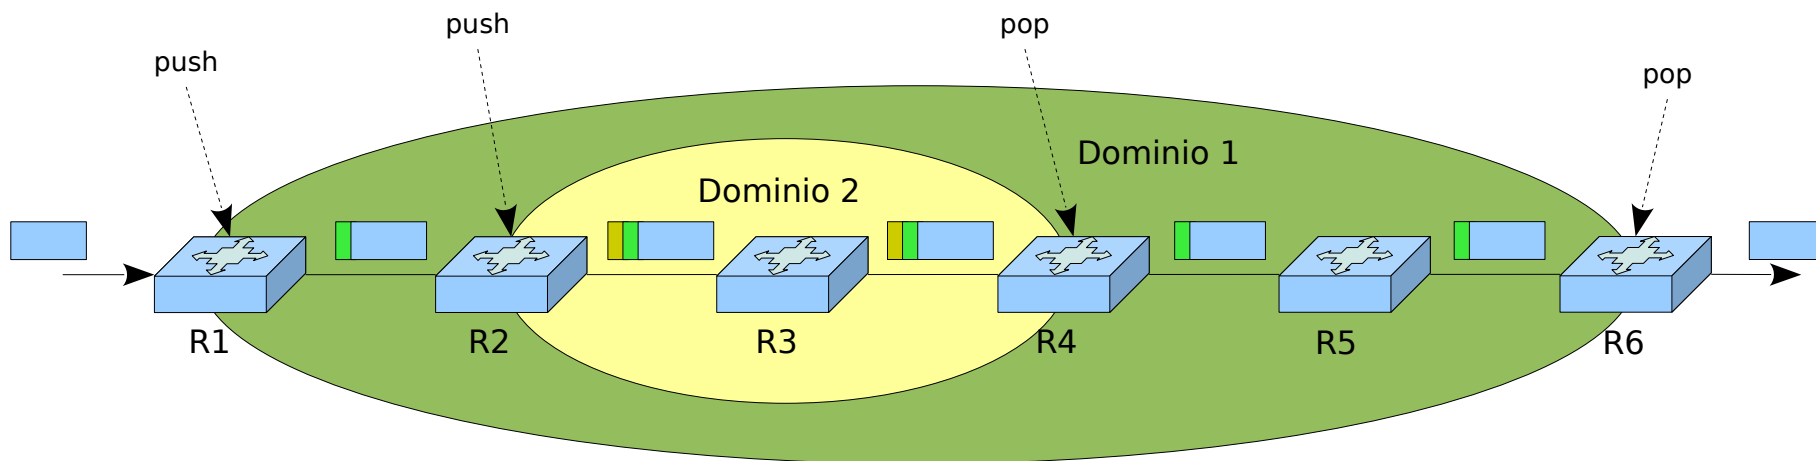 push
push
pop
pop
Dominio 1
Dominio 2
R1
R2
R3
R4
R5
R6